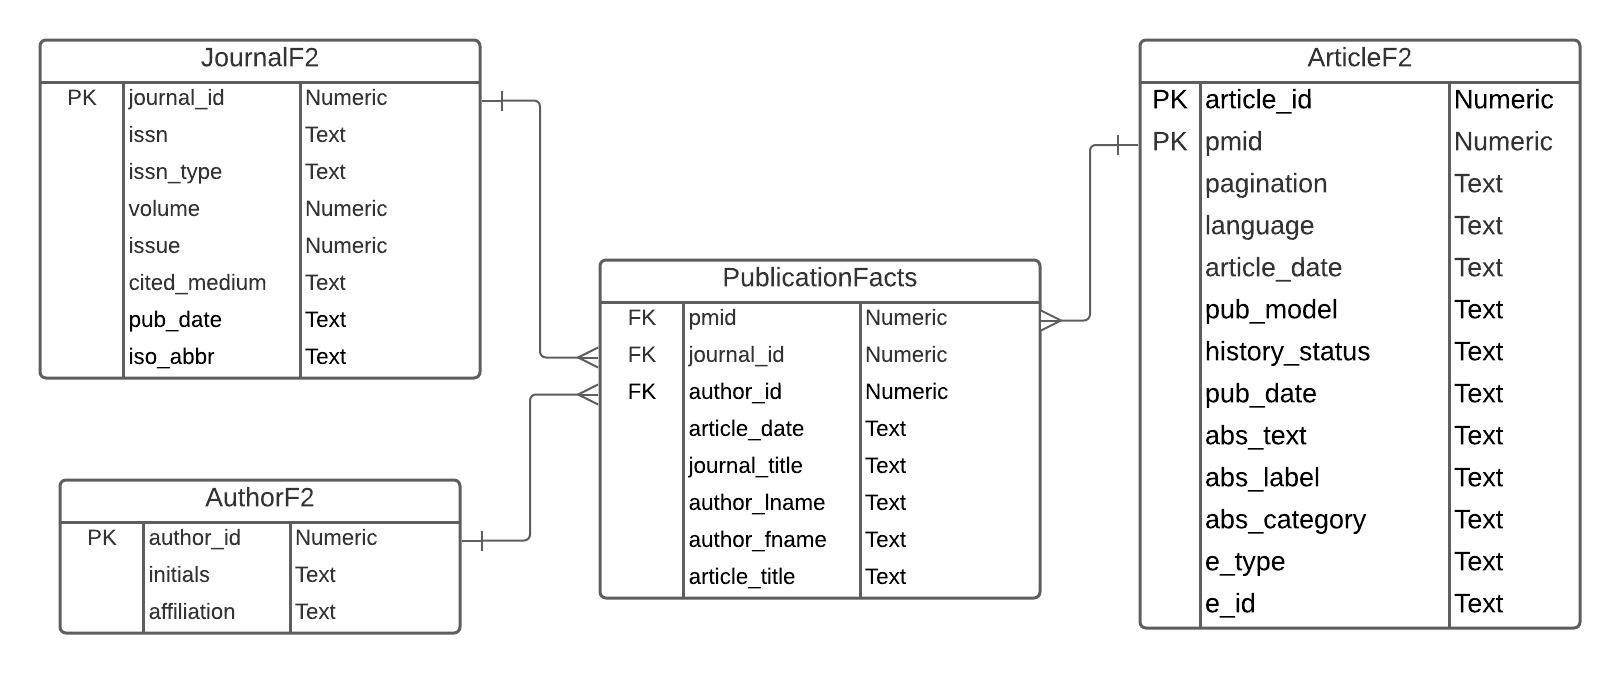 JournalF2
PK journal_id Numeric
issn Text
issn_type Text
volume Numeric
issue Numeric
cited_medium Text
pub_date Text
iso_abbr Text
AuthorF2
PK author_id Numeric
initials Text
affiliation Text
PublicationFacts
FK pmid Numeric
FK journal_id Numeric
FK author_id Numeric
article_date Text
journal_title Text
author_lname Text
author_fname Text
article_title Text
ArticleF2
PK article_id Numeric
PK pmid Numeric
pagination Text
language Text
article_date Text
pub_model Text
history_status Text
pub_date Text
abs_text Text
abs_label Text
abs_category Text
e_type Text
e_id Text